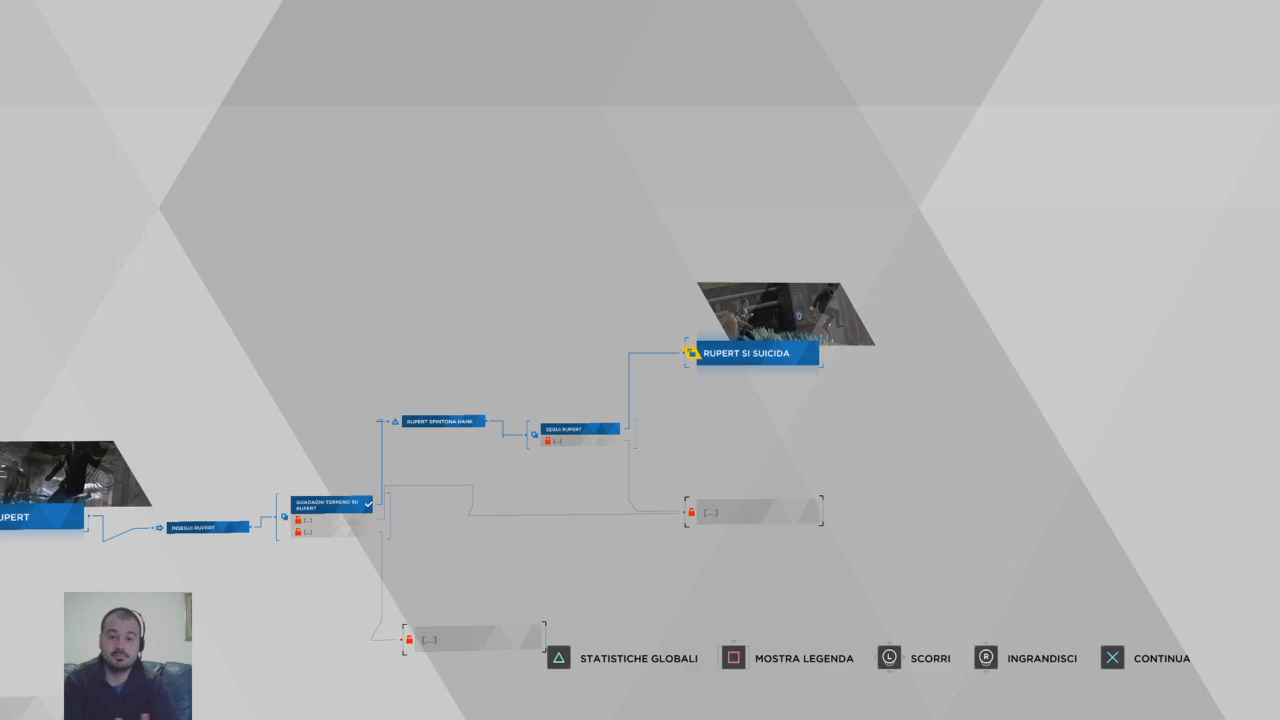 RUPERT SI SUICIDA
RUPERT SPINTONA HANK
SEGUI RUPERT
[...]
GUADAGNI TERRENO SU
RUPERT
[...]
[...]
[...]
UPERT
INSEGUI RUPERT
[...]
STATISTICHE GLOBALI
MOSTRA LEGENDA
L
SCORRI
R
INGRANDISCI
CONTINUA